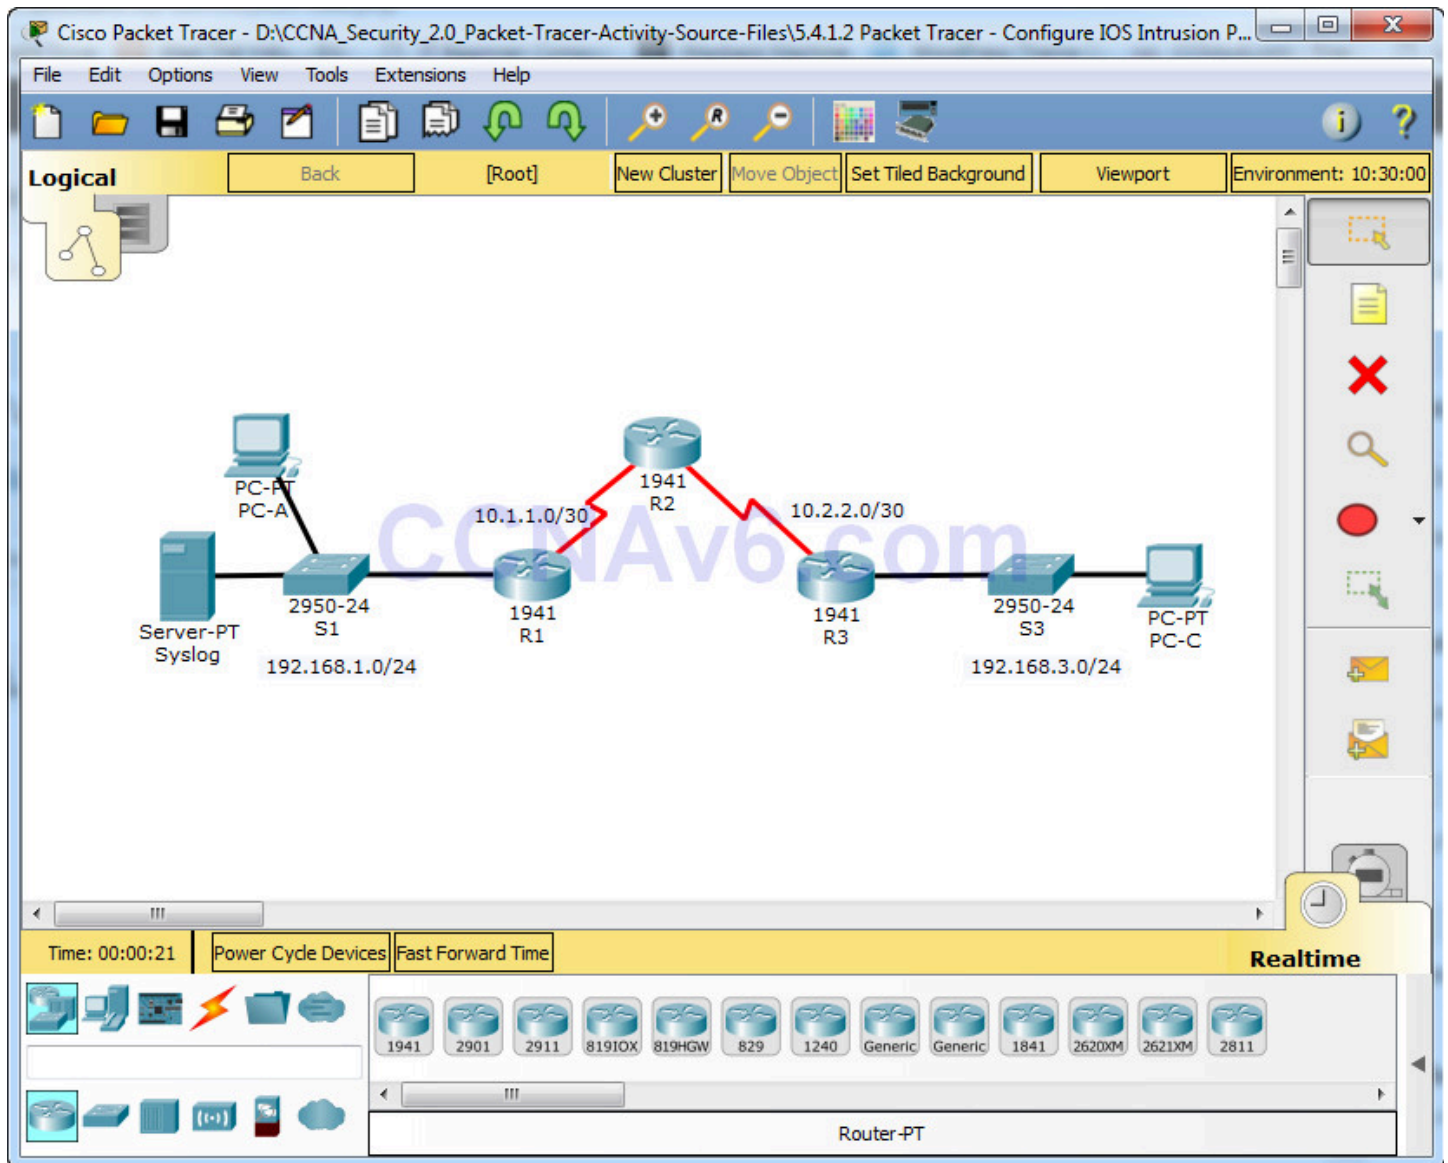 Cisco Packet Tracer - D:\CCNA_Security_2.0_Packet-Tracer-Activity-Source-Files\5.4.1.2 Packet Tracer - Configure IOS Intrusion P...
File Edit Options View Tools Extensions Help
Logical Back [Root] New Cluster Move Object Set Tiled Background Viewport Environment: 10:30:00
1941
R2
PC-PT
PC-A
10.1.1.0/30
10.2.2.0/30
CCNAv6.com
2950-24
S1
1941
R1
1941
R3
2950-24
S3
PC-PT
PC-C
Server-PT
Syslog
192.168.1.0/24
192.168.3.0/24
Time: 00:00:21 Power Cycle Devices Fast Forward Time
Realtime
1941 2901 2911 819IOX 819HGW 829 1240 Generic Generic 1841 2620XM 2621XM 2811
Router-PT